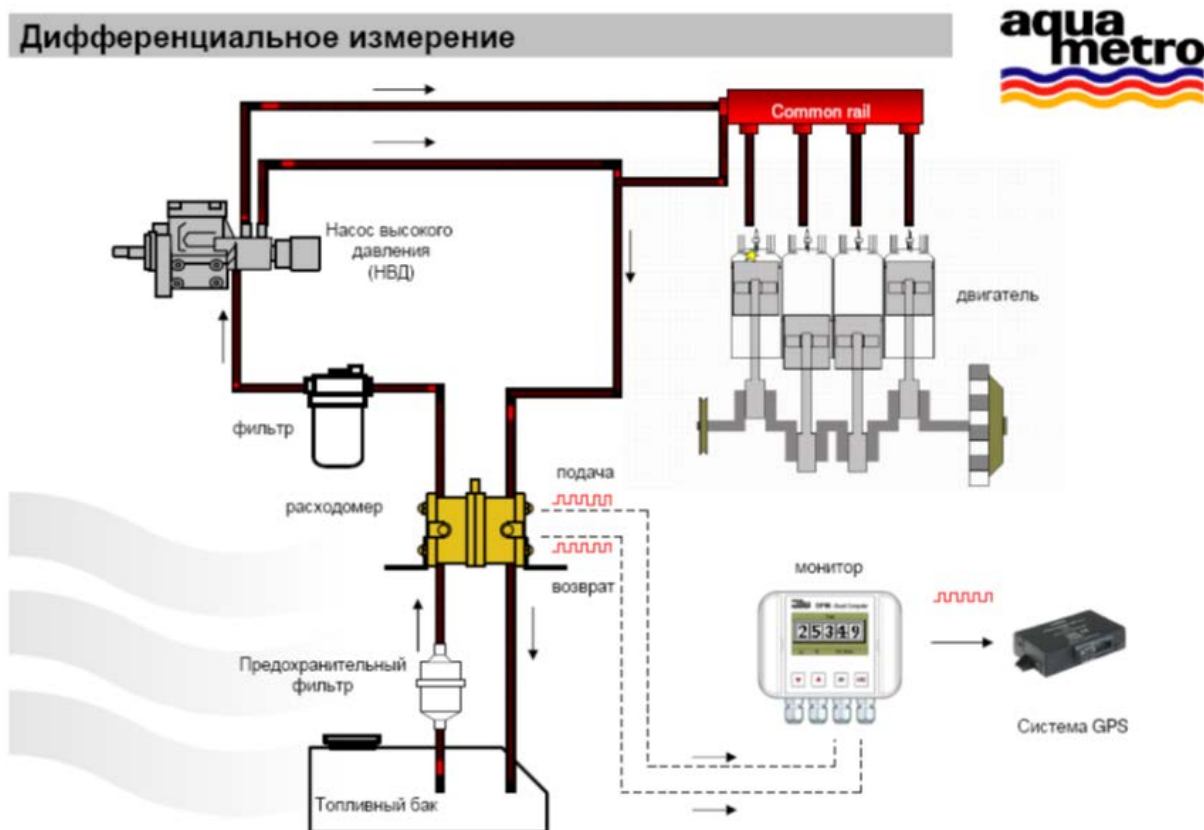 Дифференциальное измерение
aqua
metro
Common rail
Насос высокого
давления
(НВД)
двигатель
фильтр
подача
расходомер
возврат
монитор
25349
Предохранительный
фильтр
Система GPS
Топливный бак